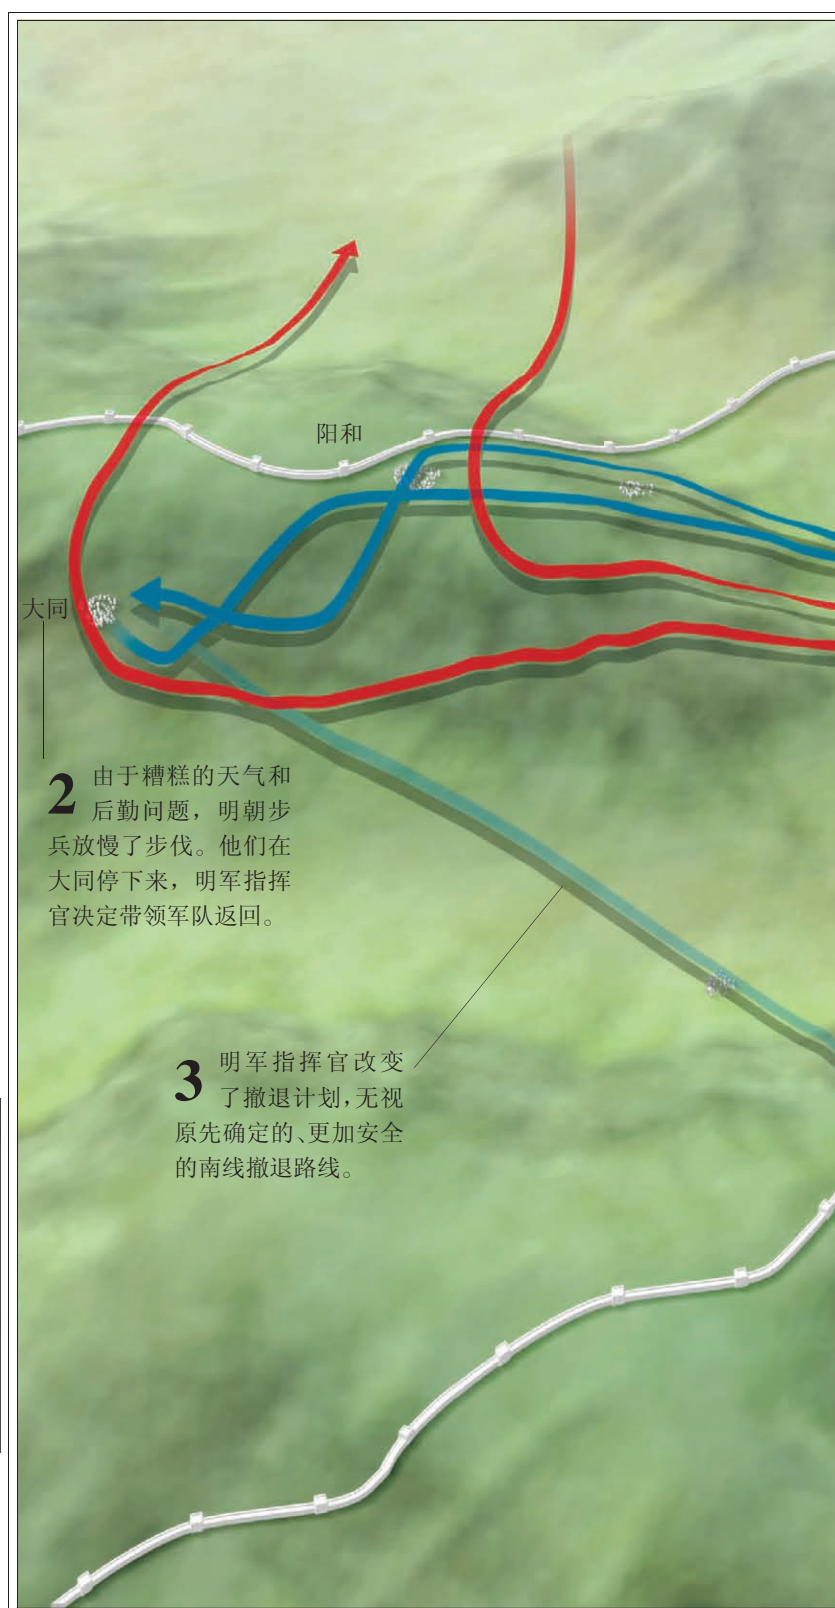 阳和
大同
2 由于糟糕的天气和
后勤问题，明朝步
兵放慢了步伐。他们在
大同停下来，明军指挥
官决定带领军队返回。
3 明军指挥官改变
了撤退计划，无视
原先确定的、更加安全
的南线撤退路线。